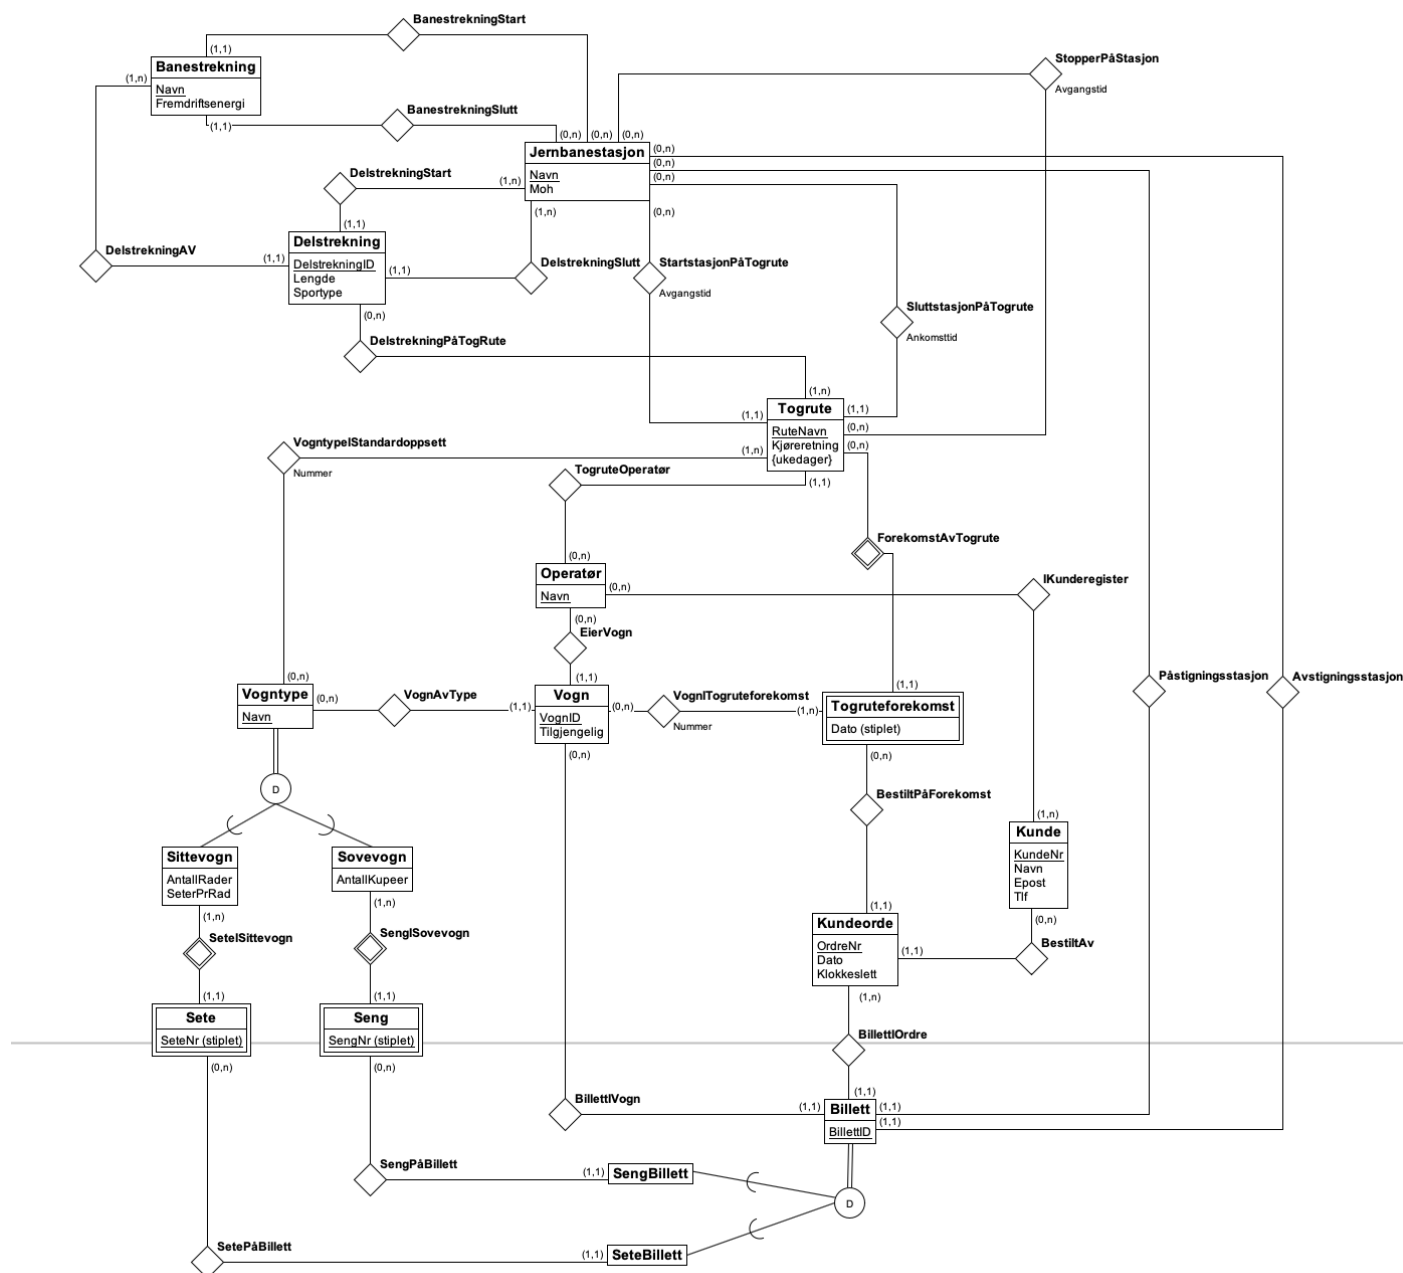 BanestrekningStart
(1,1)
Banestrekning
Navn
Fremdriftsenergi
(1,n)
StopperPåStasjon
Avgangstid
BanestrekningSlutt
(1,1)
(0,n) (0,n) (0,n)
Jernbanestasjon
Navn
Moh
(0,n)
(0,n)
(0,n)
DelstrekningStart
(1,n)
(1,n)
(0,n)
(1,1)
Delstrekning
DelstrekningID
Lengde
Sportype
DelstrekningAV
(1,1)
(1,1)
DelstrekningSlutt
StartstasjonPåTogrute
Avgangstid
SluttstasjonPåTogrute
Ankomsttid
(0,n)
DelstrekningPåTogRute
(1,n)
Togrute
RuteNavn
Kjøreretning
{ukedager}
(1,1)
(1,1)
(0,n)
(1,n)
(0,n)
(1,1)
VogntypeIStandardoppsett
Nummer
TogruteOperatør
ForekomstAvTogrute
(0,n)
Operatør
Navn
(0,n)
IKunderegister
(0,n)
EierVogn
(0,n)
(1,1)
(1,1)
Påstigningsstasjon
Avstigningsstasjon
Vogntype
Navn
(0,n)
VognAvType
(1,1)
Vogn
VognID
Tilgjengelig
(0,n)
VognITogruteforekomst
Nummer
(1,n)
Togruteforekomst
Dato (stiplet)
(0,n)
(0,n)
D
BestiltPåForekomst
(1,n)
Kunde
KundeNr
Navn
Epost
Tlf
Sittevogn
AntallRader
SeterPrRad
Sovevogn
AntallKupeer
(1,n)
(1,n)
(1,1)
(0,n)
Kundeorde
OrdreNr
Dato
Klokkeslett
(1,1)
BestiltAv
SeteISittevogn
SengISovevogn
(1,1)
(1,1)
(1,n)
Sete
SeteNr (stiplet)
Seng
SengNr (stiplet)
BillettIOrdre
(0,n)
(0,n)
(1,1)
BillettIVogn
(1,1)
Billett
BillettID
(1,1)
(1,1)
SengPåBillett
(1,1)
SengBillett
D
SetePåBillett
(1,1)
SeteBillett